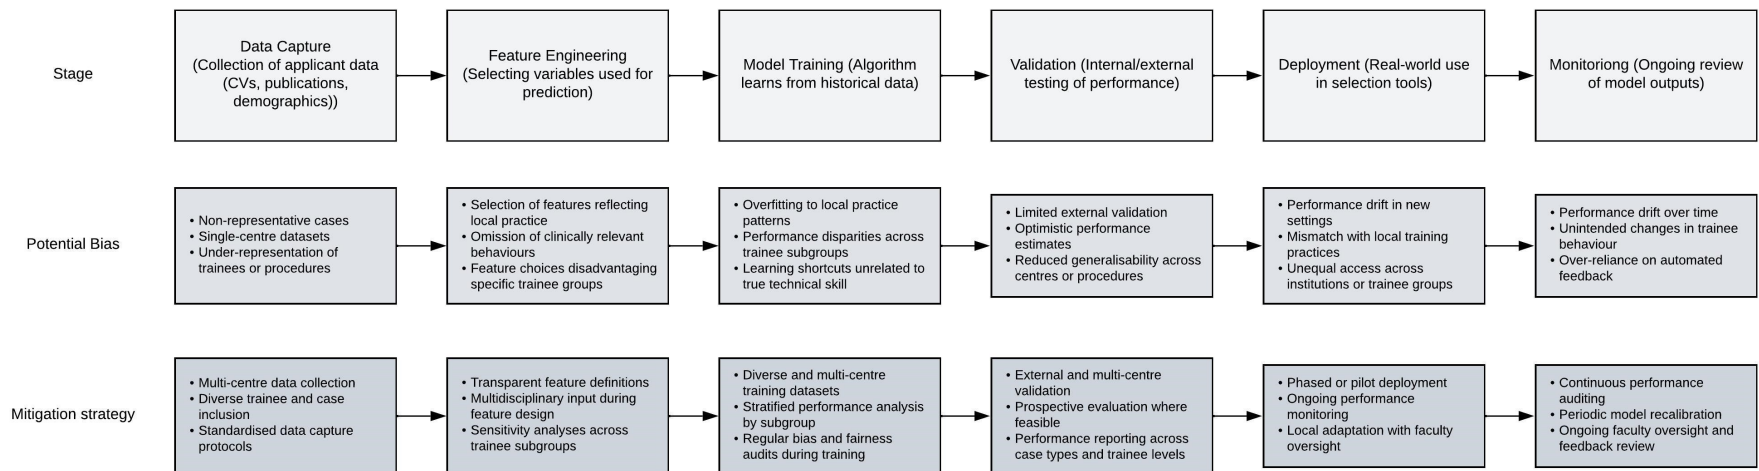 Stage
Data Capture
(Collection of applicant data
(CVs, publications,
demographics))
Feature Engineering
(Selecting variables used for
prediction)
Model Training (Algorithm
learns from historical data)
Validation (Internal/external
testing of performance)
Deployment (Real-world use
in selection tools)
Monitoriong (Ongoing review
of model outputs)
Potential Bias
• Non-representative cases
• Single-centre datasets
• Under-representation of
trainees or procedures
• Selection of features reflecting
local practice
• Omission of clinically relevant
behaviours
• Feature choices disadvantaging
specific trainee groups
• Overfitting to local practice
patterns
• Performance disparities across
trainee subgroups
• Learning shortcuts unrelated to
true technical skill
• Limited external validation
• Optimistic performance
estimates
• Reduced generalisability across
centres or procedures
• Performance drift in new
settings
• Mismatch with local training
practices
• Unequal access across
institutions or trainee groups
• Performance drift over time
• Unintended changes in trainee
behaviour
• Over-reliance on automated
feedback
Mitigation strategy
• Multi-centre data collection
• Diverse trainee and case
inclusion
• Standardised data capture
protocols
• Transparent feature definitions
• Multidisciplinary input during
feature design
• Sensitivity analyses across
trainee subgroups
• Diverse and multi-centre
training datasets
• Stratified performance analysis
by subgroup
• Regular bias and fairness
audits during training
• External and multi-centre
validation
• Prospective evaluation where
feasible
• Performance reporting across
case types and trainee levels
• Phased or pilot deployment
• Ongoing performance
monitoring
• Local adaptation with faculty
oversight
• Continuous performance
auditing
• Periodic model recalibration
• Ongoing faculty oversight and
feedback review